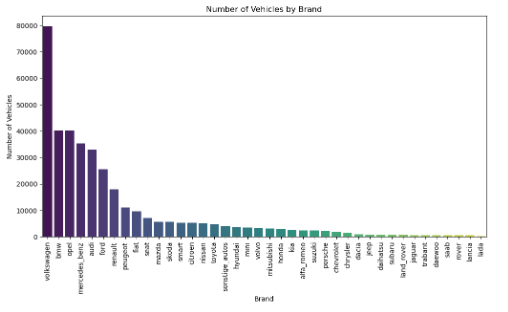 Number of Vehicles by Brand
Number of Vehicles
80000
70000
60000
50000
40000
30000
20000
10000
0
volkswagen
bmw
opel
mercedes_benz
audi
ford
renault
peugeot
fiat
seat
mazda
skoda
smart
citroen
nissan
toyota
sonstige_autos
hyundai
mini
volvo
mitsubishi
honda
kia
alfa_romeo
suzuki
porsche
chevrolet
chrysler
dacia
jeep
daihatsu
subaru
land_rover
jaguar
trabant
daewoo
saab
rover
lancia
lada
Brand